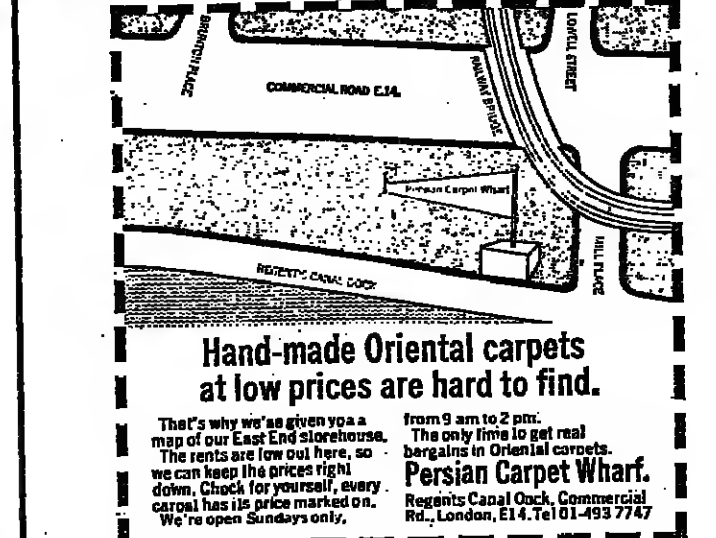 BRANTCH PLACE
LOWELL STREET
COMMERCIAL ROAD E.14.
RAILWAY BRIDGE
Persian Carpet Wharf
REGENT'S CANAL DOCK
MILL PLACE
Hand-made Oriental carpets
at low prices are hard to find.
That's why we've given you a
map of our East End storehouse.
The rents are low out here, so
we can keep the prices right
down. Check for yourself, every
carpet has its price marked on.
We're open Sundays only,
from 9 am to 2 pm.
The only time to get real
bargains in Oriental carpets.
Persian Carpet Wharf.
Regents Canal Dock, Commercial
Rd., London, E14. Tel 01-493 7747